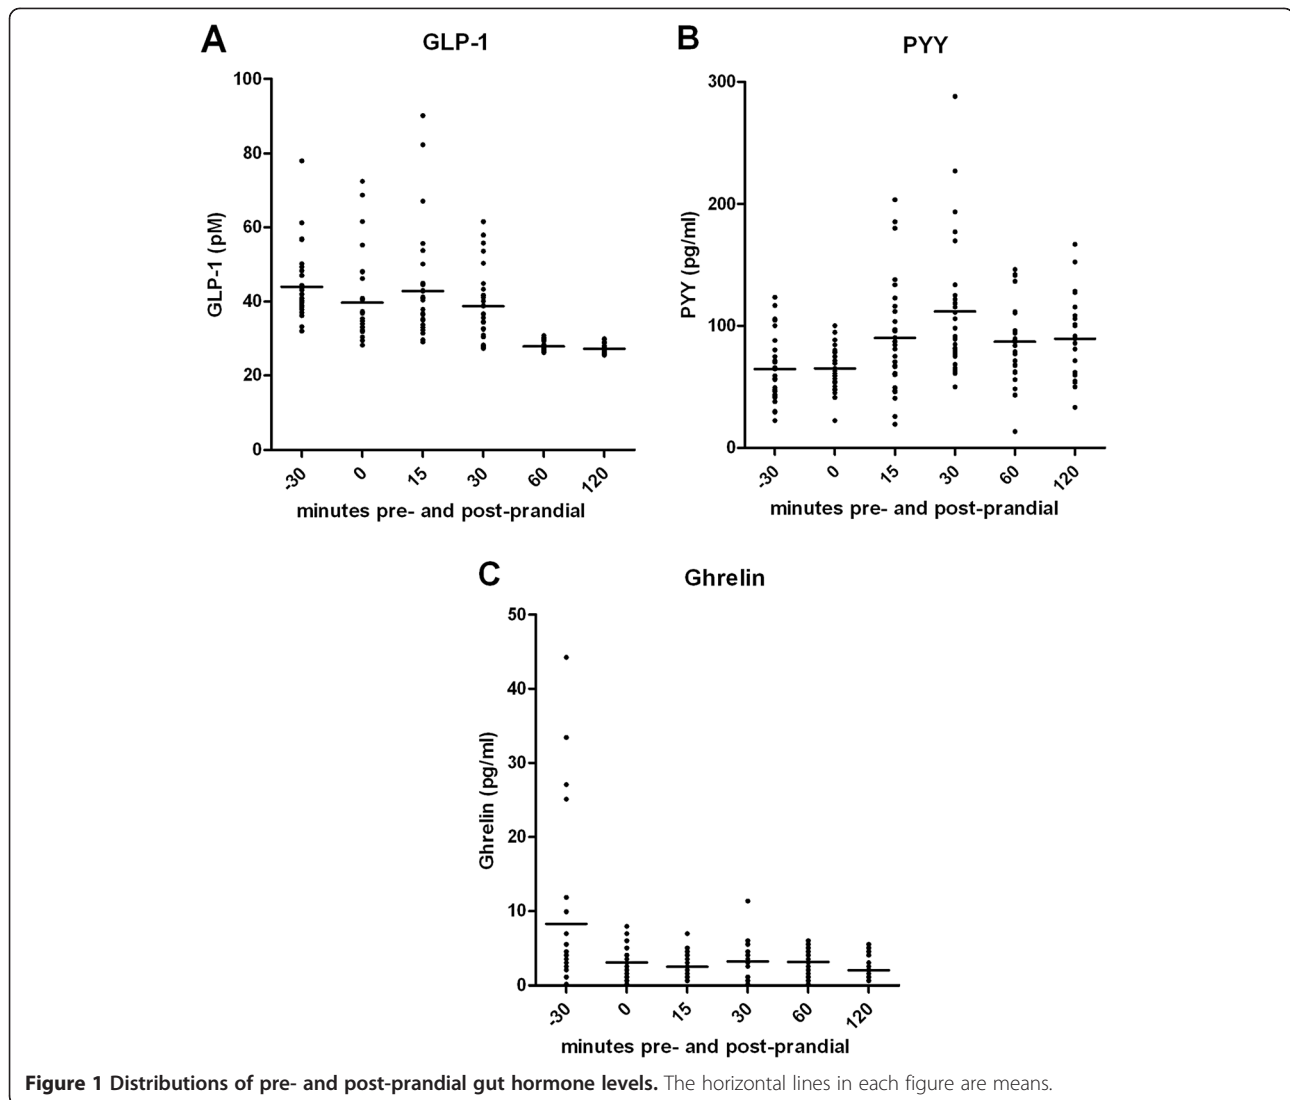 A
GLP-1
GLP-1 (pM)
100
80
60
40
20
0
-30
0
15
30
60
120
minutes pre- and post-prandial
B
PYY
PYY (pg/ml)
300
200
100
0
-30
0
15
30
60
120
minutes pre- and post-prandial
C
Ghrelin
Ghrelin (pg/ml)
50
40
30
20
10
0
-30
0
15
30
60
120
minutes pre- and post-prandial
Figure 1 Distributions of pre- and post-prandial gut hormone levels. The horizontal lines in each figure are means.